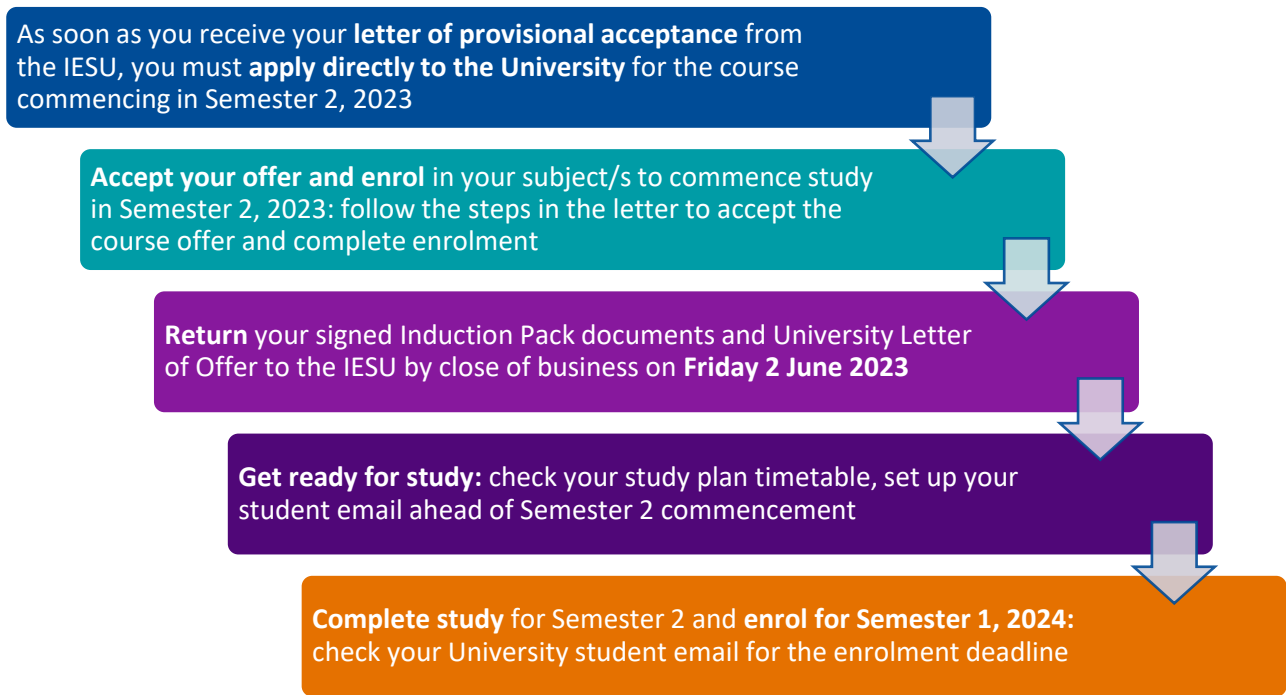 As soon as you receive your letter of provisional acceptance from
the IESU, you must apply directly to the University for the course
commencing in Semester 2, 2023
Accept your offer and enrol in your subject/s to commence study
in Semester 2, 2023: follow the steps in the letter to accept the
course offer and complete enrolment
Return your signed Induction Pack documents and University Letter
of Offer to the IESU by close of business on Friday 2 June 2023
Get ready for study: check your study plan timetable, set up your
student email ahead of Semester 2 commencement
Complete study for Semester 2 and enrol for Semester 1, 2024:
check your University student email for the enrolment deadline